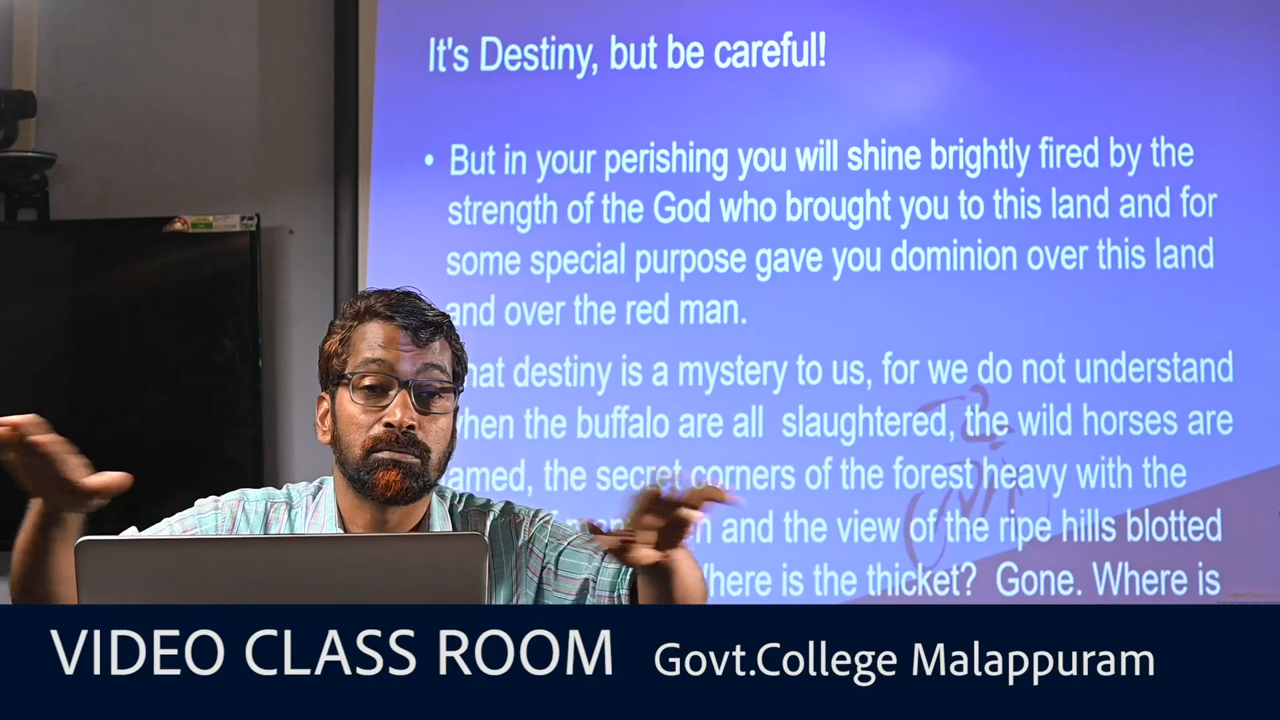 It's Destiny, but be careful!
• But in your perishing you will shine brightly fired by the
strength of the God who brought you to this land and for
some special purpose gave you dominion over this land
and over the red man.
destiny is a mystery to us, for we do not understand
when the buffalo are all slaughtered, the wild horses are
the secret corners of the forest heavy with the
and the view of the ripe hills blotted
Where is the thicket? Gone. Where is
VIDEO CLASS ROOM Govt.College Malappuram